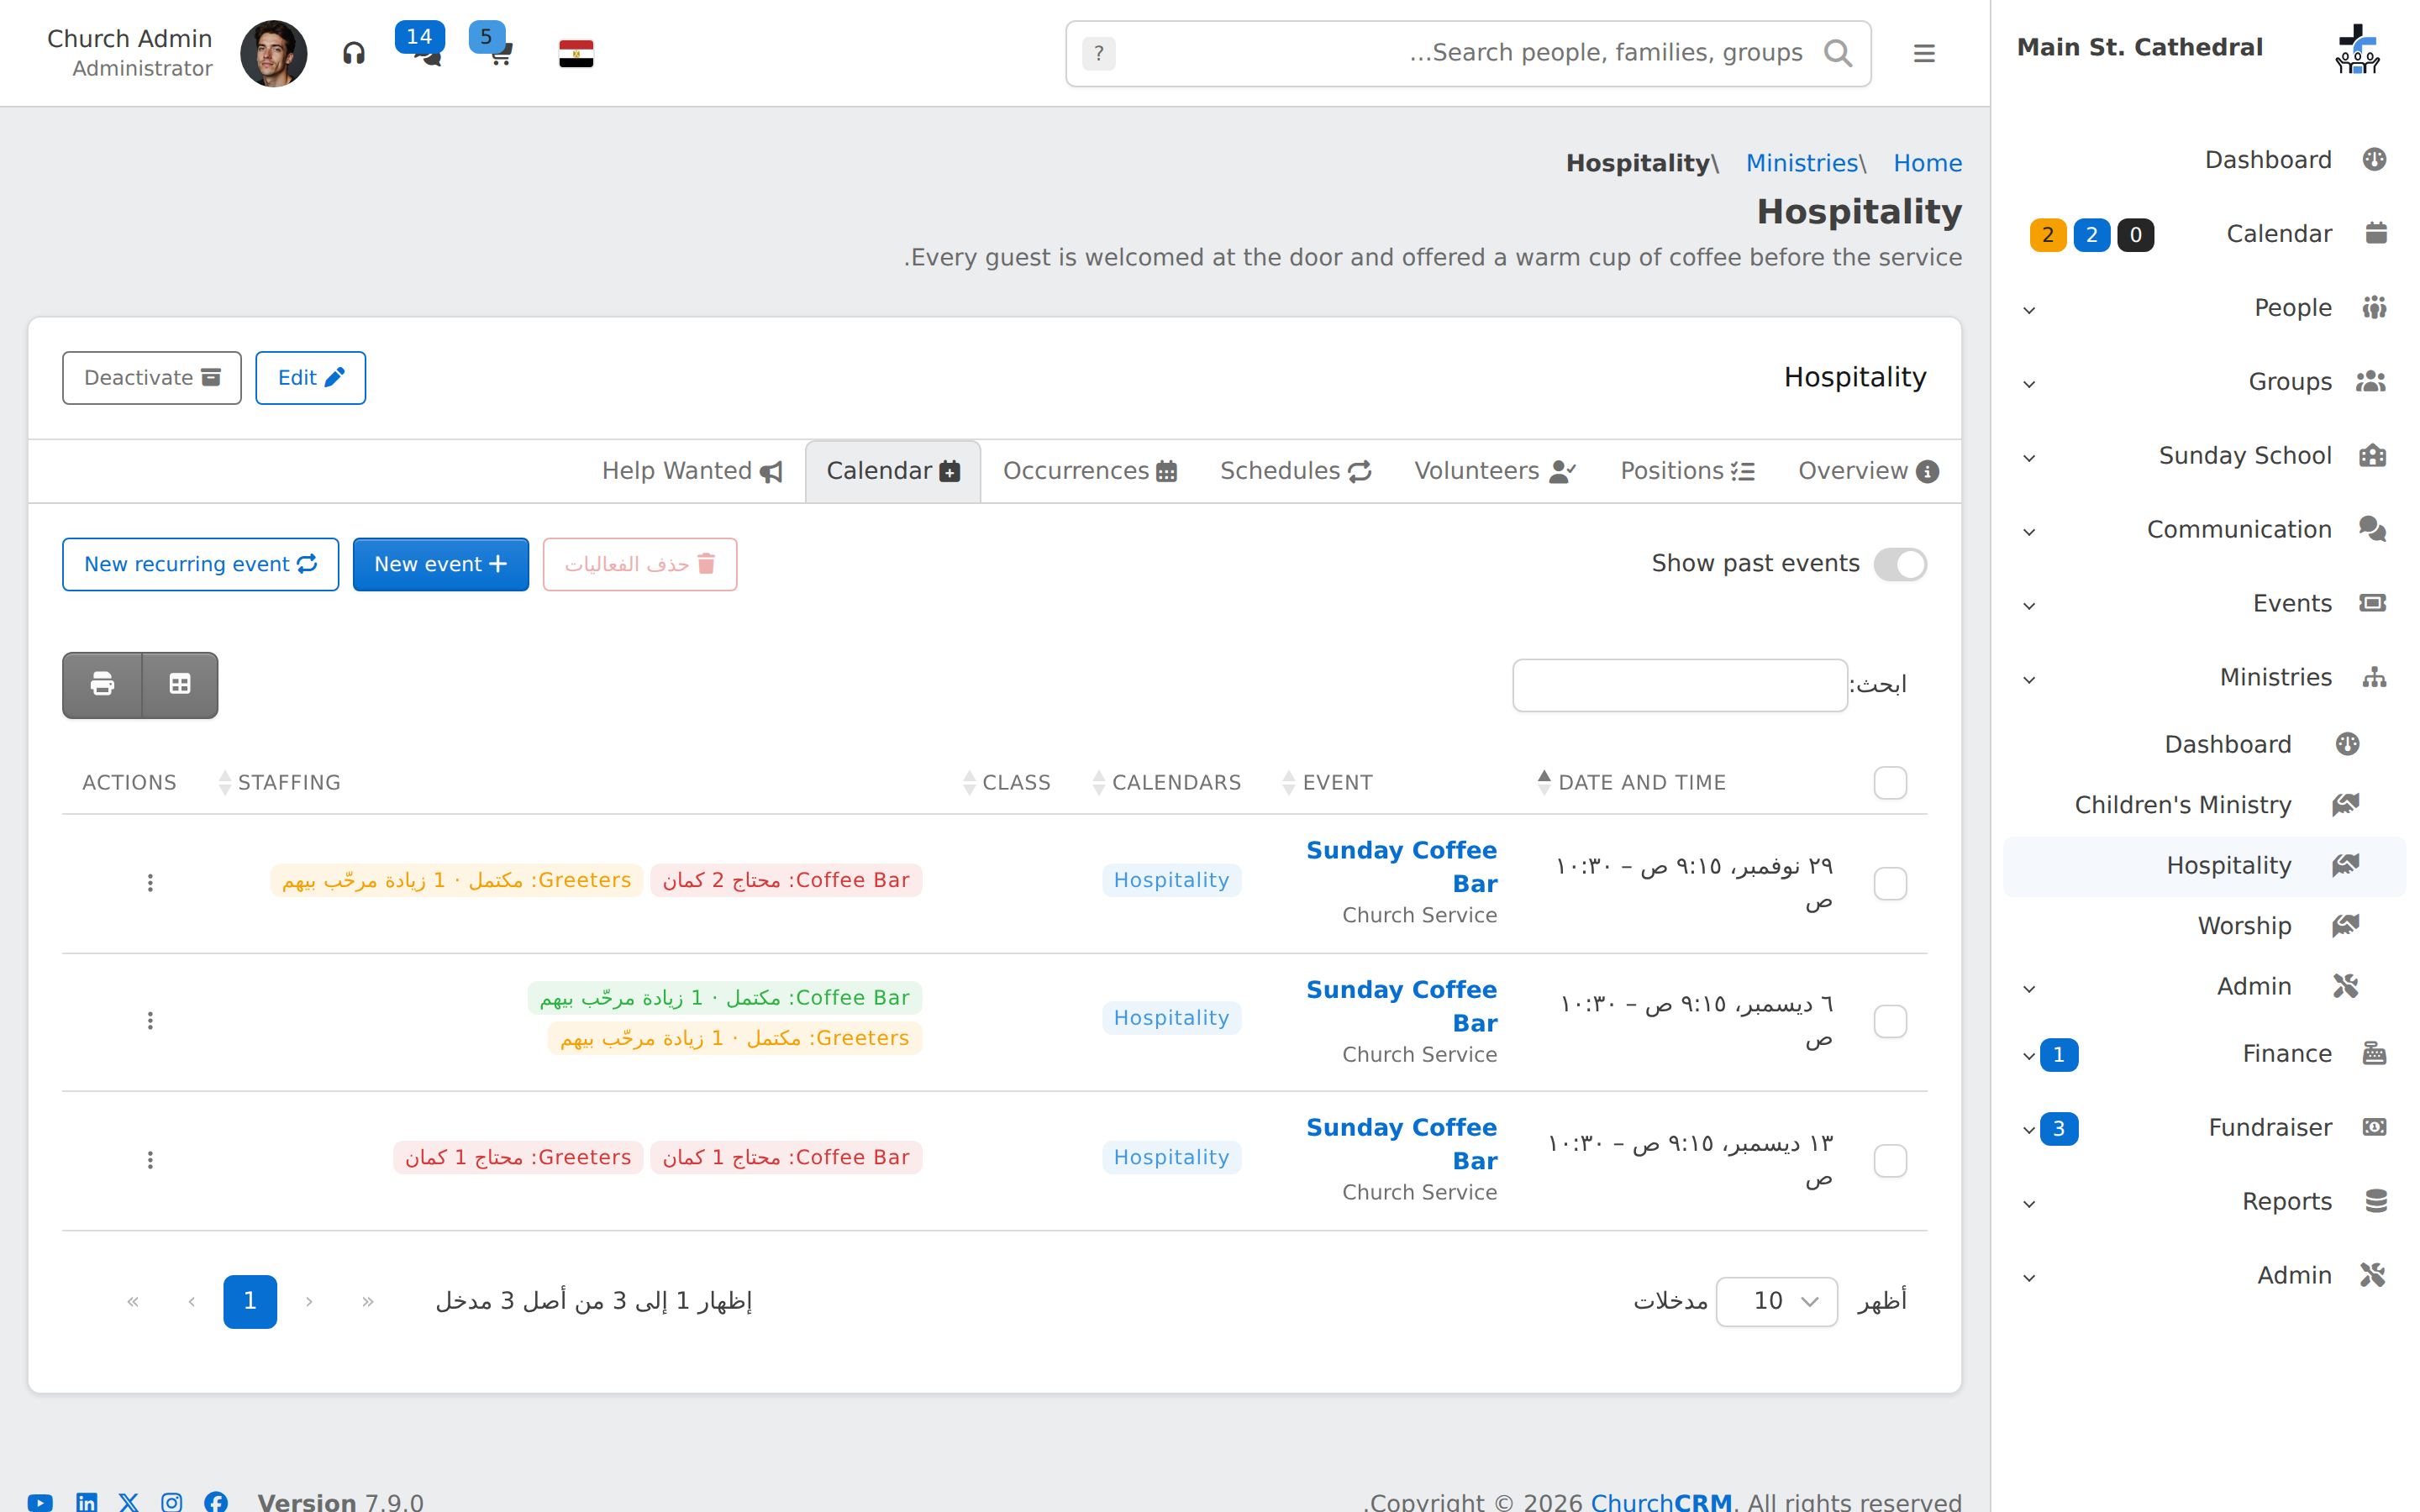 Main St. Cathedral
Search people, families, groups...
?
5
14
Church Admin
Administrator
Dashboard
Calendar
0 2 2
People
Groups
Sunday School
Communication
Events
Ministries
Dashboard
Children's Ministry
Hospitality
Worship
Admin
Finance
1
Fundraiser
3
Reports
Admin
Home \ Ministries \ Hospitality
Hospitality
Every guest is welcomed at the door and offered a warm cup of coffee before the service.
Hospitality
Edit
Deactivate
Overview
Positions
Volunteers
Schedules
Occurrences
Calendar
Help Wanted
Show past events
حذف الفعاليات
New event
New recurring event
ابحث:
DATE AND TIME
EVENT
CALENDARS
CLASS
STAFFING
ACTIONS
٢٩ نوفمبر، ٩:١٥ ص – ١٠:٣٠
ص
Sunday Coffee
Bar
Church Service
Hospitality
Coffee Bar: محتاج 2 كمان
Greeters: مكتمل · 1 زيادة مرحّب بيهم
٦ ديسمبر، ٩:١٥ ص – ١٠:٣٠
ص
Sunday Coffee
Bar
Church Service
Hospitality
Coffee Bar: مكتمل · 1 زيادة مرحّب بيهم
Greeters: مكتمل · 1 زيادة مرحّب بيهم
١٣ ديسمبر، ٩:١٥ ص – ١٠:٣٠
ص
Sunday Coffee
Bar
Church Service
Hospitality
Coffee Bar: محتاج 1 كمان
Greeters: محتاج 1 كمان
أظهر 10 مدخلات
إظهار 1 إلى 3 من أصل 3 مدخل
« ‹ 1 › »
Copyright © 2026 ChurchCRM. All rights reserved.
Version 7.9.0